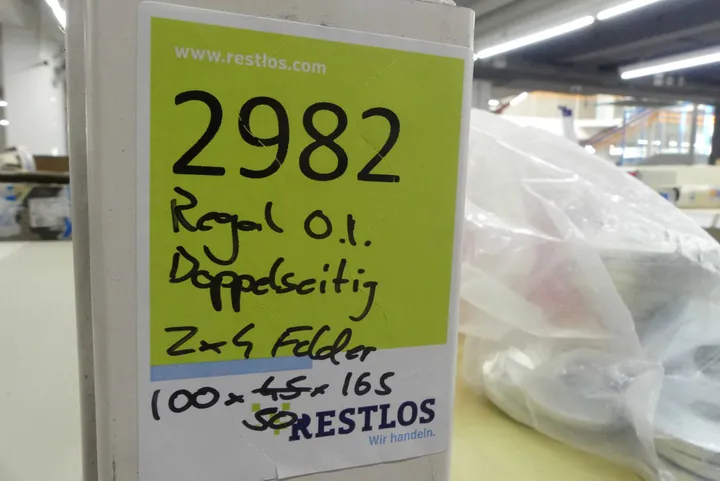 www.restlos.com
2982
Regal O.I.
Doppelseitig
2x4 Felder
100 x 45 x 165
50
RESTLOS
Wir handeln.